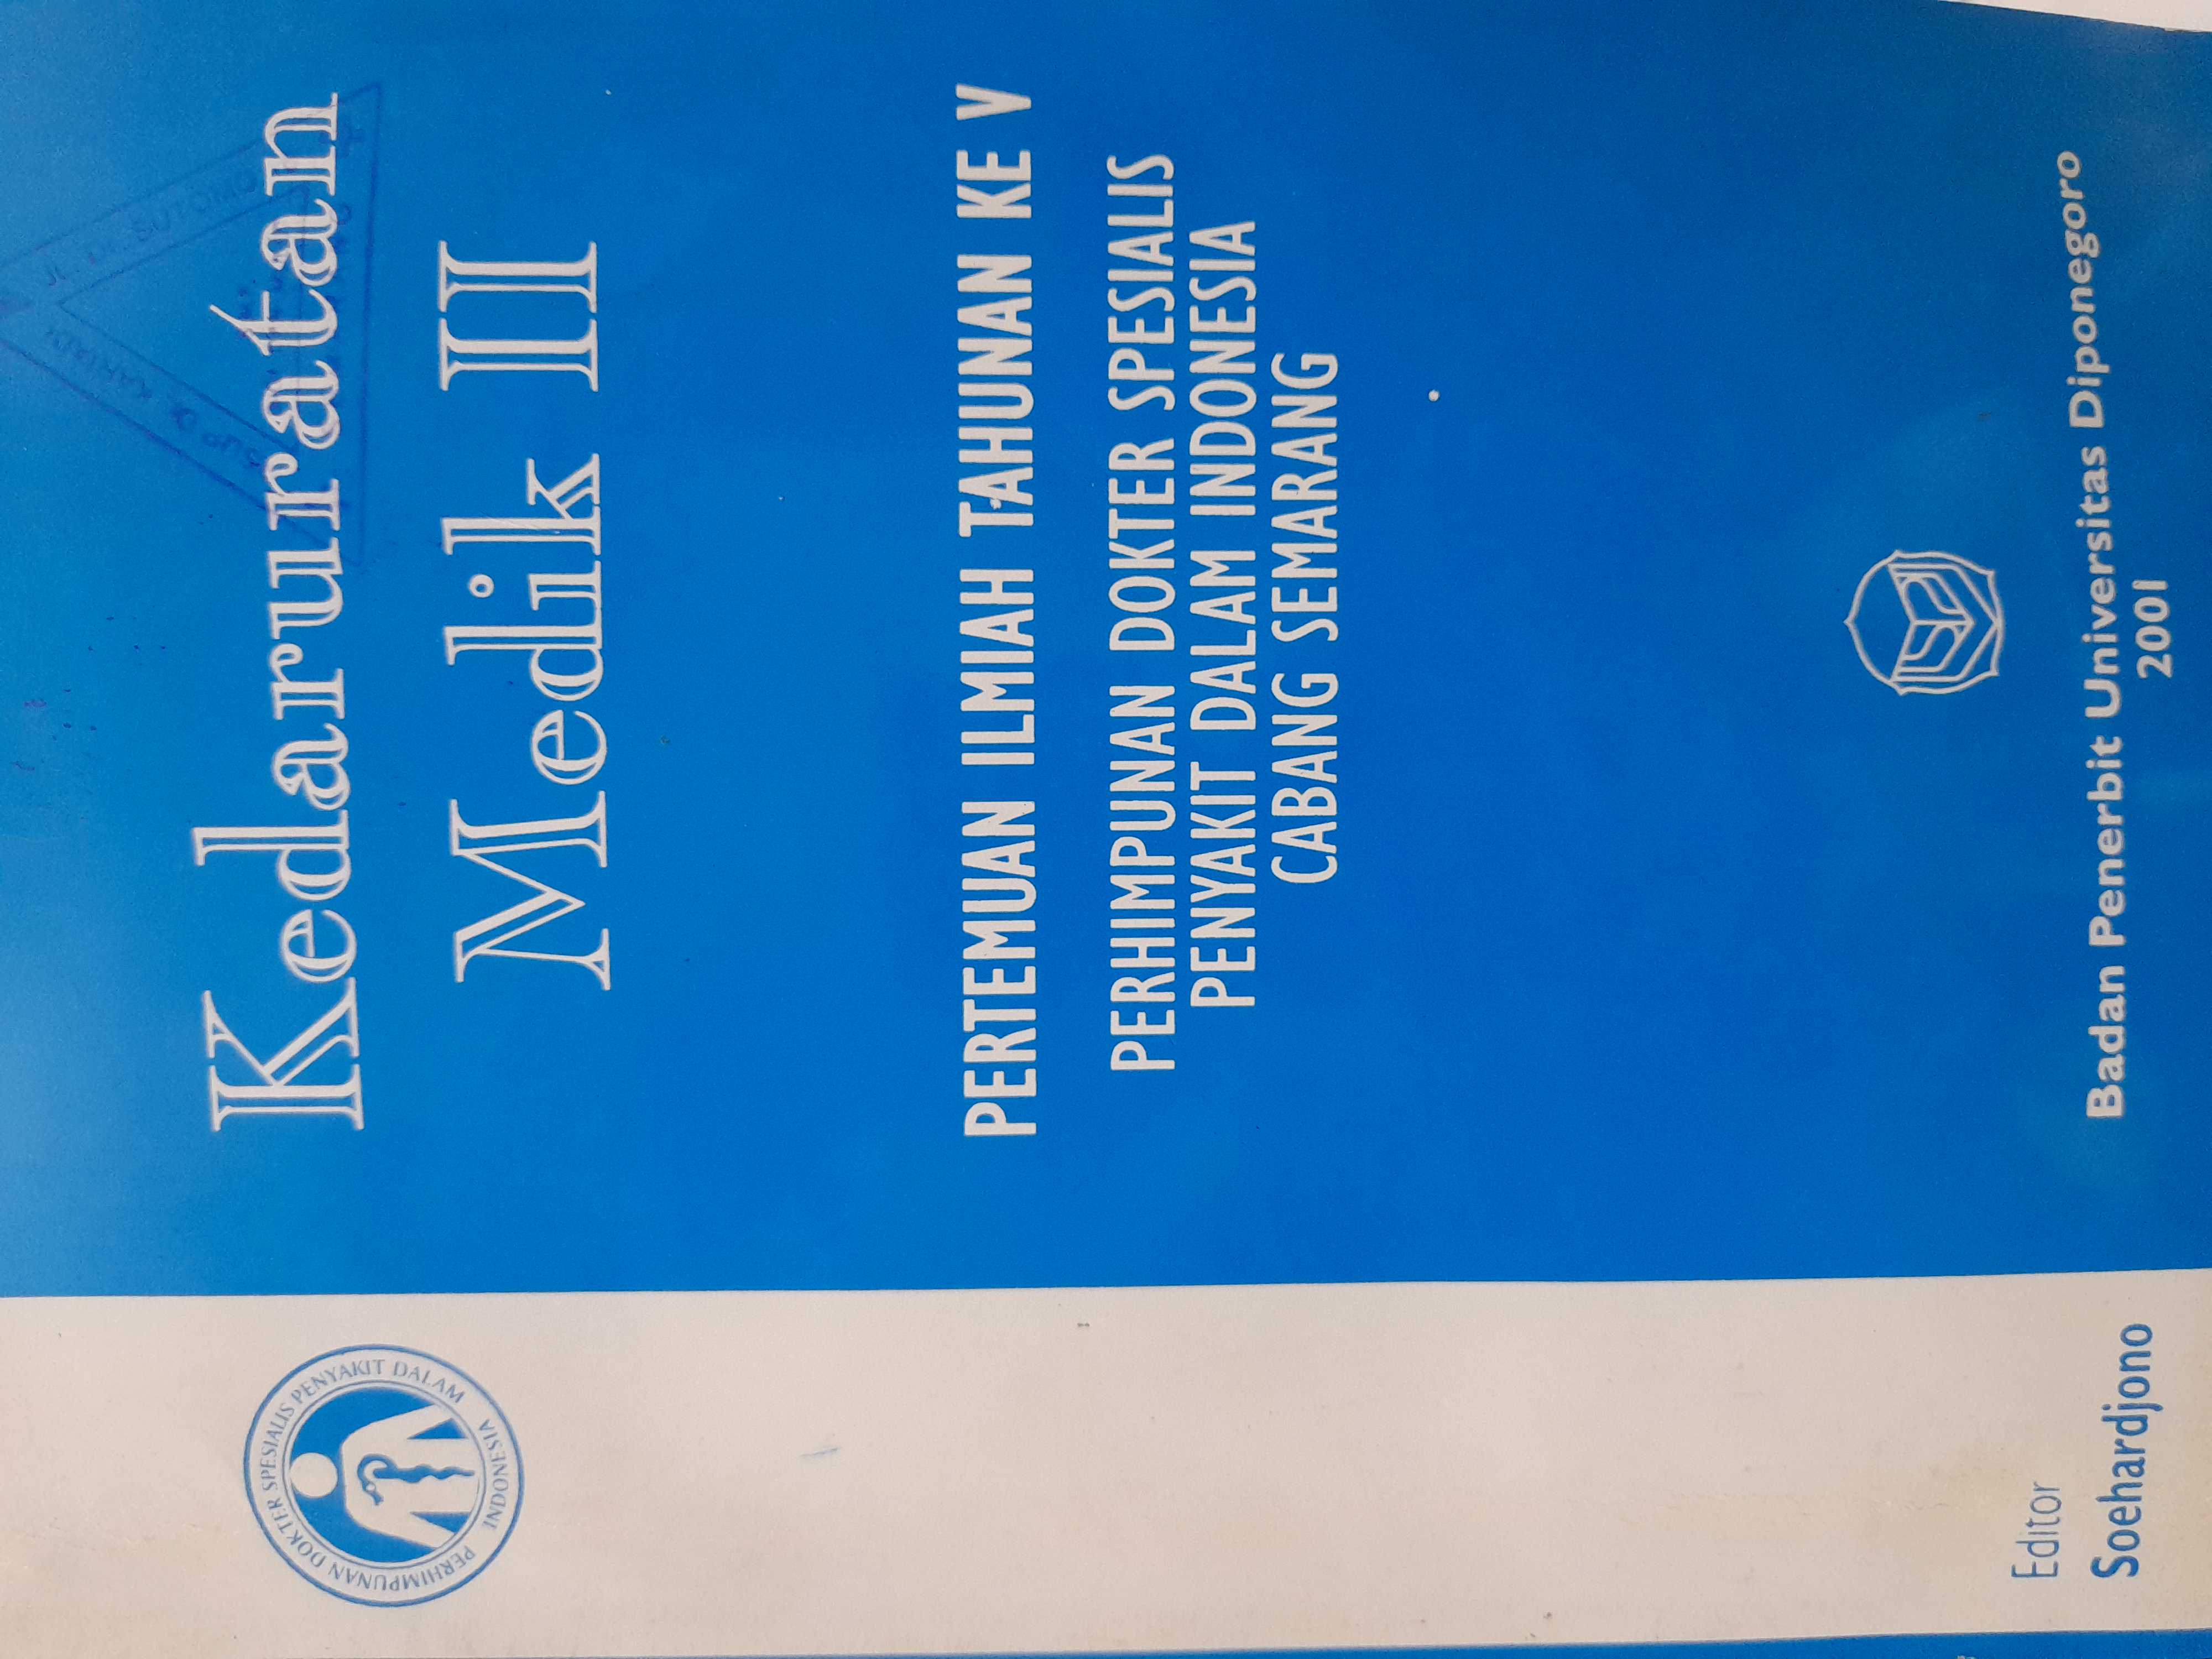 Kedaruratan
Medik III
PERTEMUAN ILMIAH TAHUNAN KE V
PERHIMPUNAN DOKTER SPESIALIS
PENYAKIT DALAM INDONESIA
CABANG SEMARANG
Badan Penerbit Universitas Diponegoro
2001
PERHIMPUNAN DOKTER SPESIALIS PENYAKIT DALAM
INDONESIA
Editor
Soehardjono